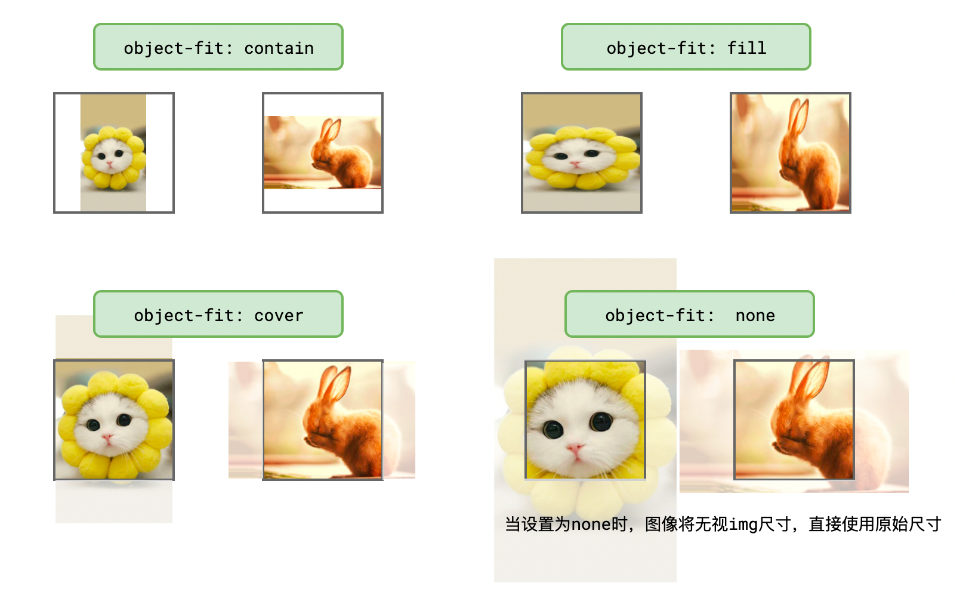 object-fit: contain
object-fit: fill
object-fit: cover
object-fit: none
当设置为none时，图像将无视img尺寸，直接使用原始尺寸